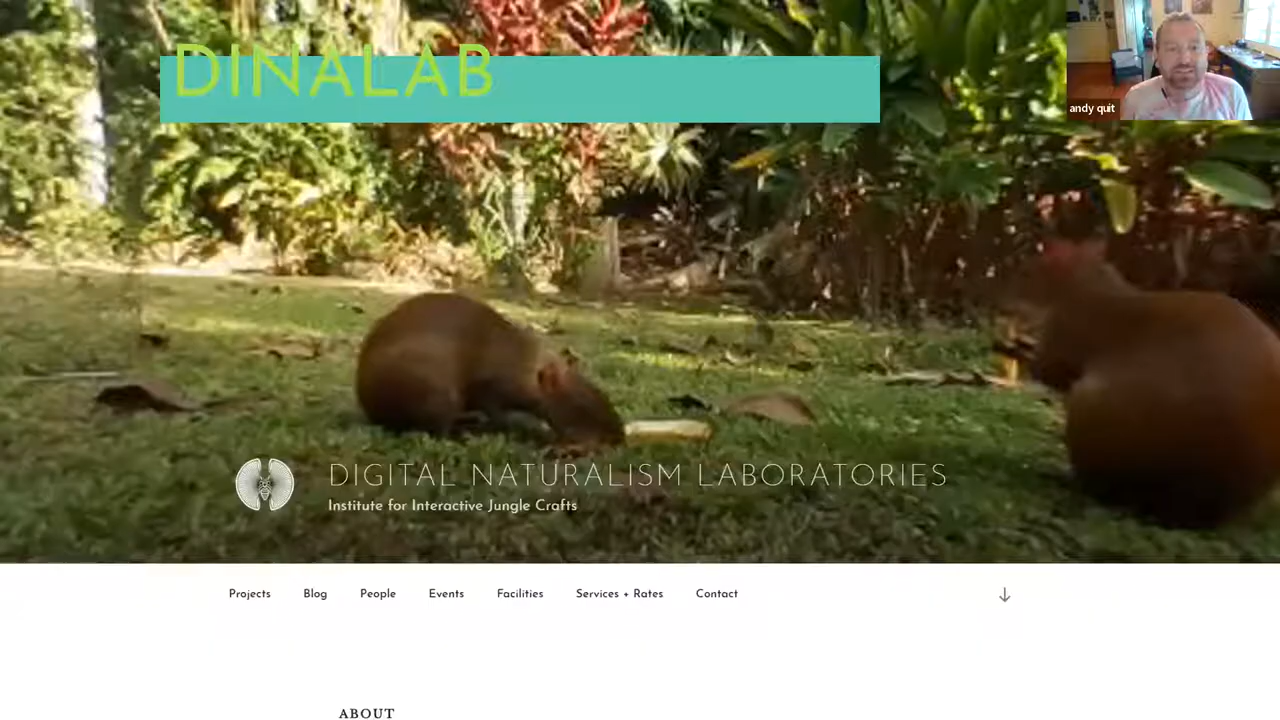 DINALAB
andy quit
DIGITAL NATURALISM LABORATORIES
Institute for Interactive Jungle Crafts
Projects Blog People Events Facilities Services + Rates Contact
ABOUT